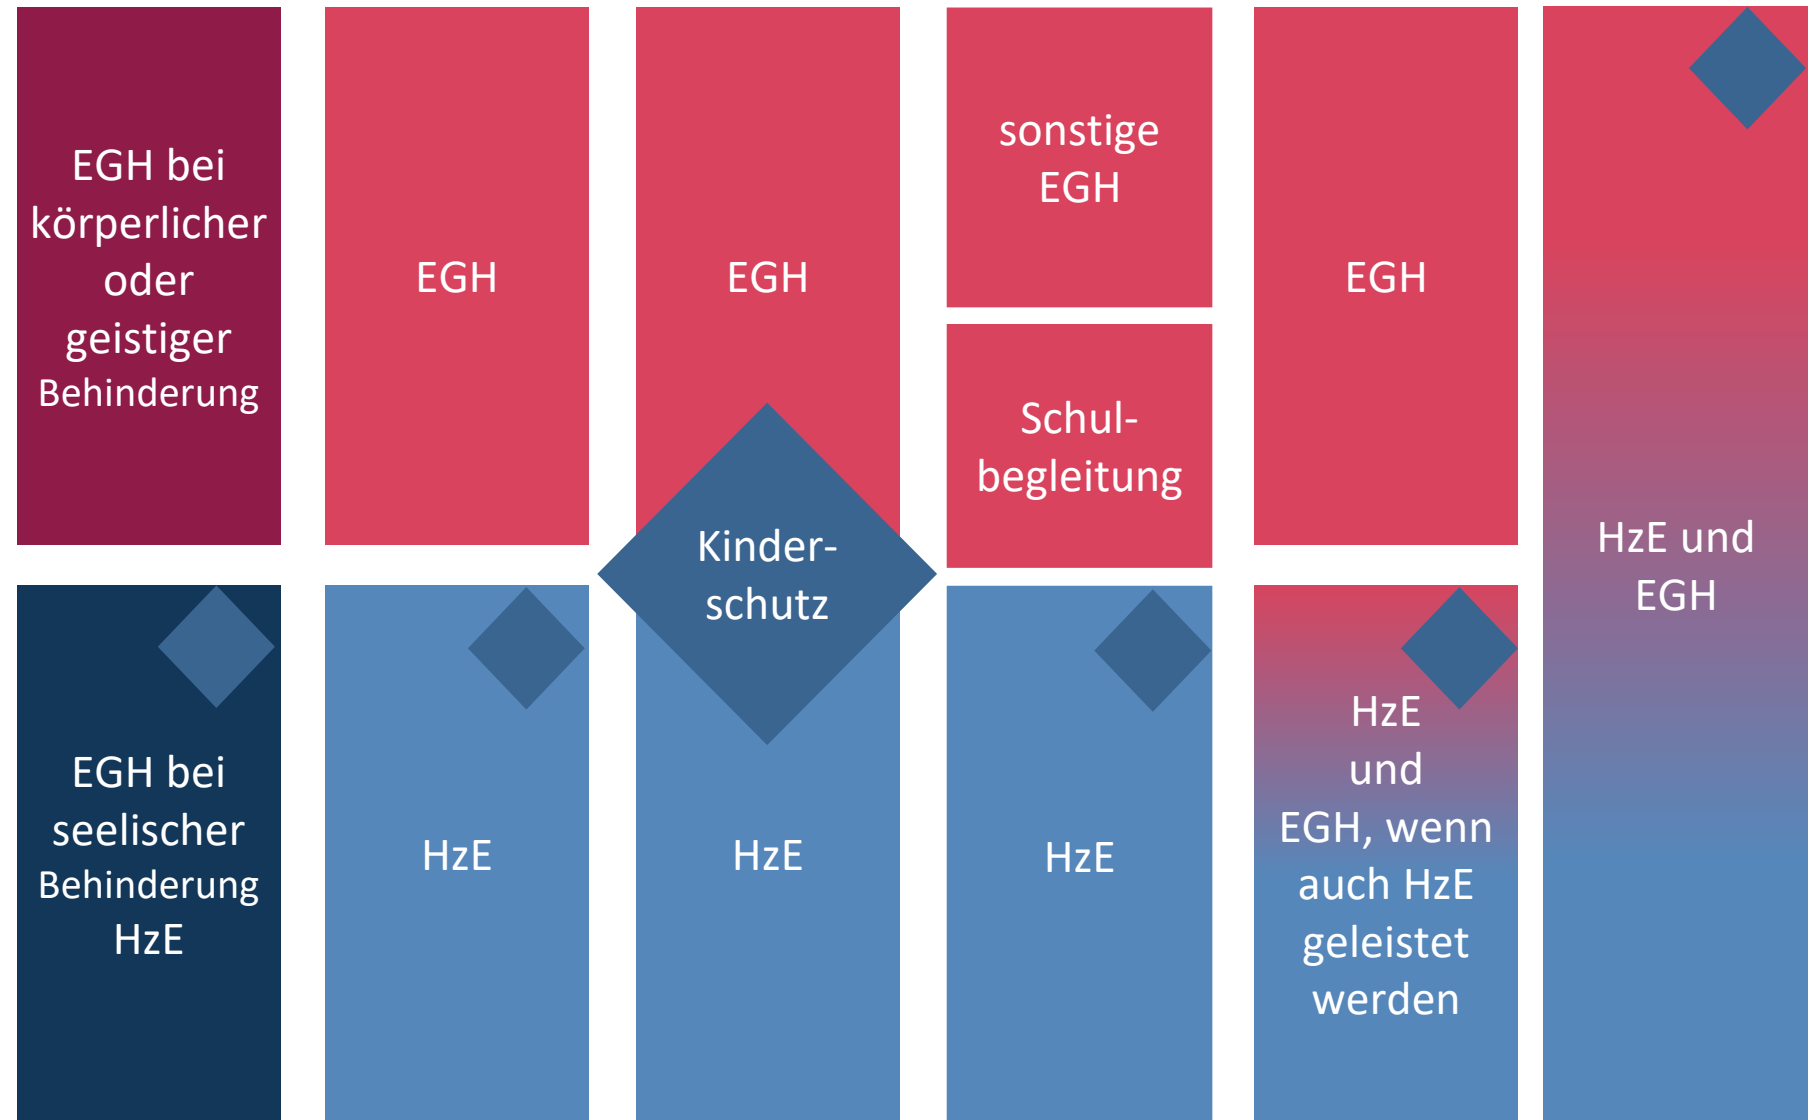 EGH bei
körperlicher
oder
geistiger
Behinderung
EGH bei
seelischer
Behinderung
HzE
EGH
HzE
EGH
Kinder-
schutz
HzE
sonstige
EGH
Schul-
begleitung
HzE
EGH
HzE
und
EGH, wenn
auch HzE
geleistet
werden
HzE und
EGH